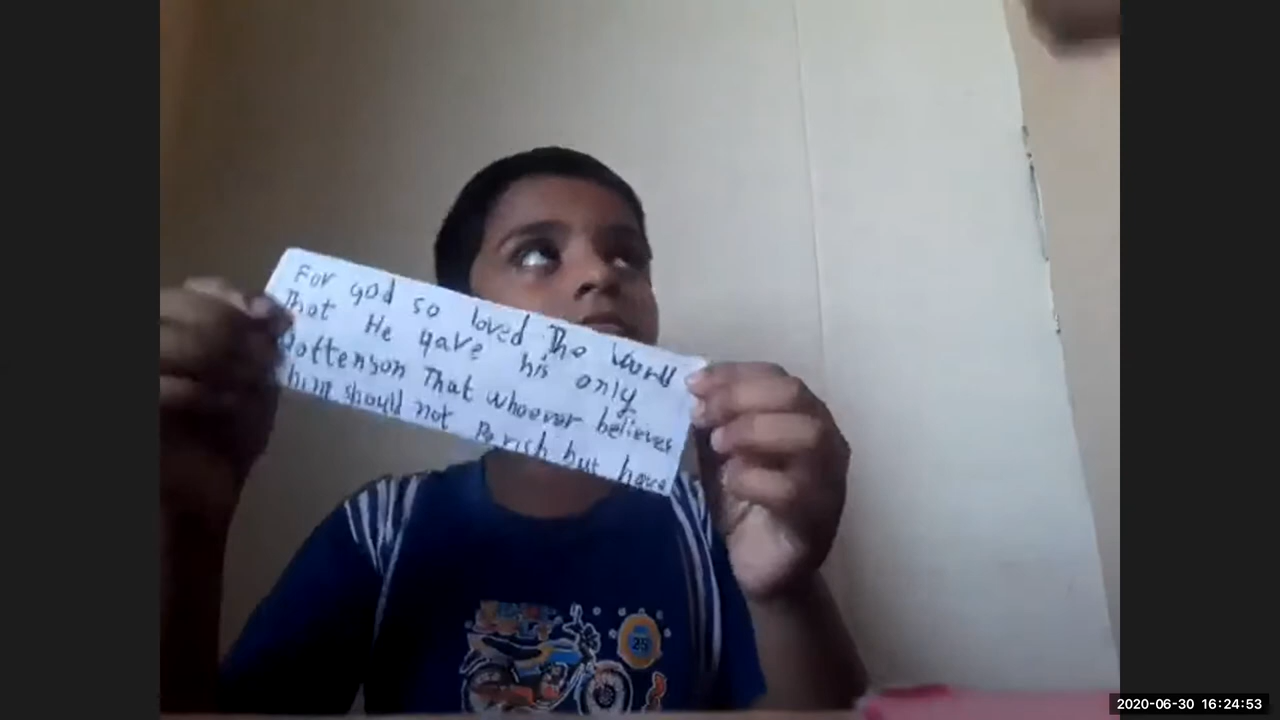 For god so loved The world
That He gave his only
That whoever believes
him should not Perish but have
25
2020-06-30 16:24:53